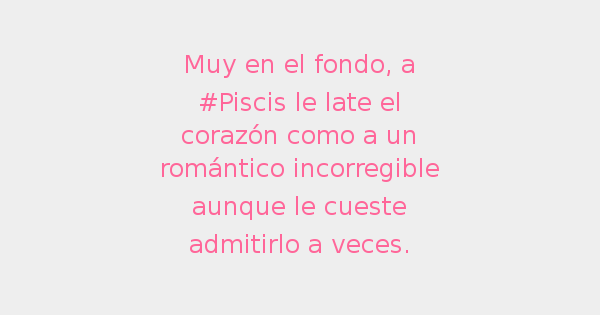 Muy en el fondo, a
#Piscis le late el
corazón como a un
romántico incorregible
aunque le cueste
admitirlo a veces.